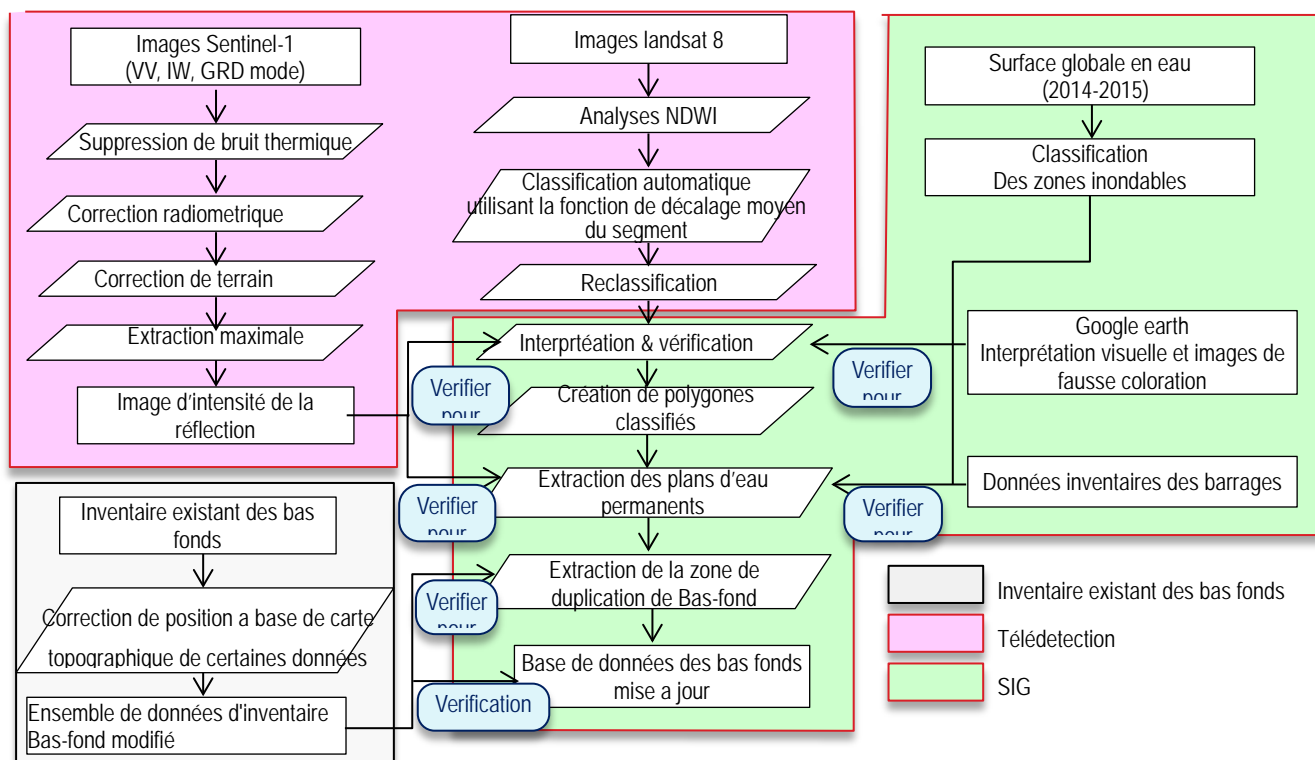 Images Sentinel-1
(VV, IW, GRD mode)
Suppression de bruit thermique
Correction radiometrique
Correction de terrain
Extraction maximale
Image d'intensité de la
réflection
Images landsat 8
Analyses NDWI
Classification automatique
utilisant la fonction de décalage moyen
du segment
Reclassification
Interprtéation & vérification
Création de polygones
classifiés
Extraction des plans d'eau
permanents
Extraction de la zone de
duplication de Bas-fond
Base de données des bas fonds
mise a jour
Surface globale en eau
(2014-2015)
Classification
Des zones inondables
Google earth
Interprétation visuelle et images de
fausse coloration
Données inventaires des barrages
Verifier
pour
Verifier
pour
Verifier
pour
Verifier
pour
Verifier
pour
Verification
Inventaire existant des bas
fonds
Correction de position a base de carte
topographique de certaines données
Ensemble de données d'inventaire
Bas-fond modifié
Inventaire existant des bas fonds
Télédetection
SIG